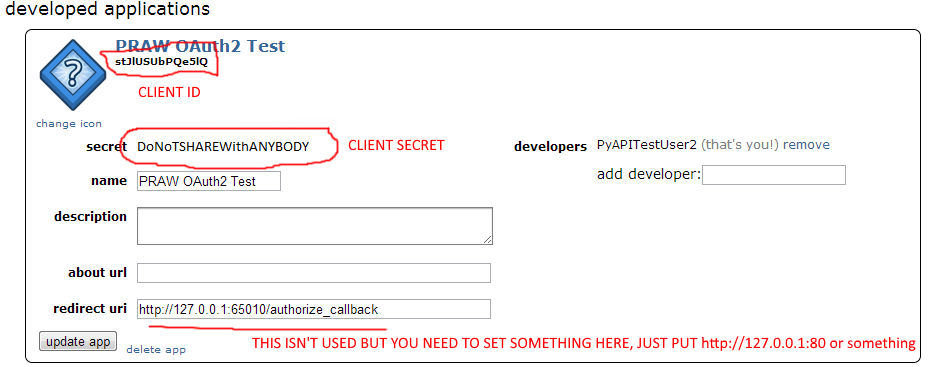 developed applications
PRAW OAuth2 Test
stJlUSUbPQe5lQ
CLIENT ID
change icon
secret DoNoTSHAREWithANYBODY CLIENT SECRET developers PyAPITestUser2 (that's you!) remove
name PRAW OAuth2 Test add developer:
description
about url
redirect uri http://127.0.0.1:65010/authorize_callback
update app delete app THIS ISN'T USED BUT YOU NEED TO SET SOMETHING HERE, JUST PUT http://127.0.0.1:80 or something